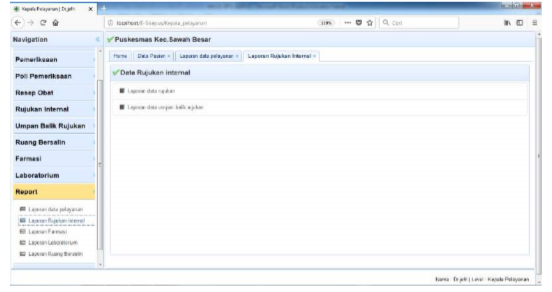 Kepala Pelayanan | Dr.jefri
localhost/E-Simpus/Kepala_pelayanan/
110%
Cari
Navigation
Puskesmas Kec.Sawah Besar
Home
Data Pasien
Laporan data pelayanan
Laporan Rujukan Internal
Pemeriksaan
Poli Pemeriksaan
Resep Obat
Rujukan Internal
Umpan Balik Rujukan
Ruang Bersalin
Farmasi
Laboratorium
Report
Laporan data pelayanan
Laporan Rujukan Internal
Laporan Farmasi
Laporan Laboratorium
Laporan Ruang Bersalin
Data Rujukan internal
Laporan data rujukan
Laporan data umpan balik rujukan
Nama : Dr.jefri | Level : Kepala Pelayanan